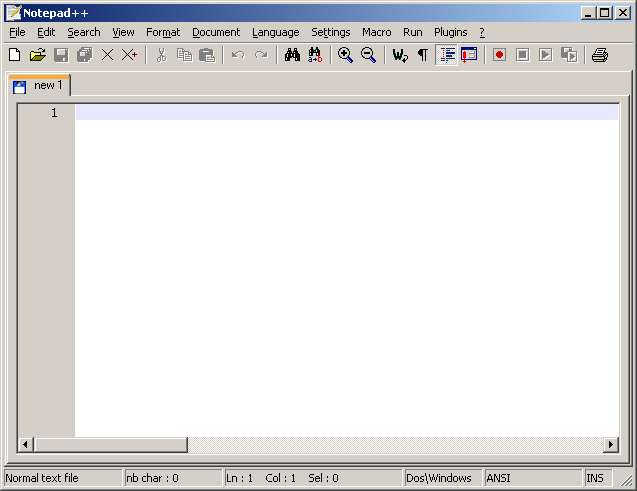 Notepad++
File Edit Search View Format Document Language Settings Macro Run Plugins ?
new 1
1
Normal text file nb char : 0 Ln : 1 Col : 1 Sel : 0 Dos\Windows ANSI INS